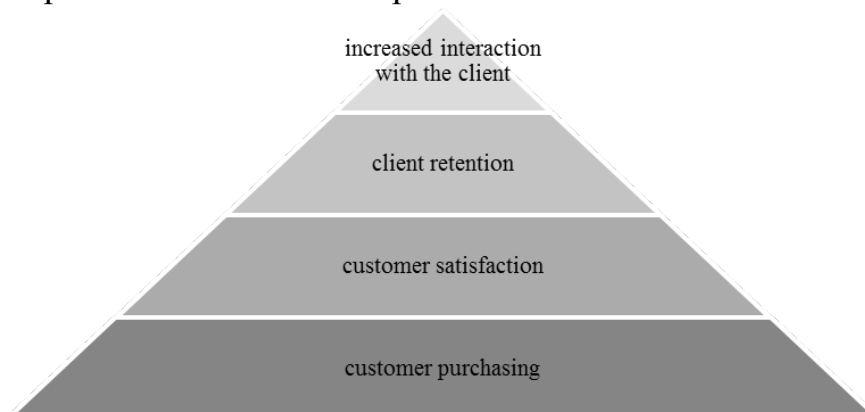 increased interaction
with the client
client retention
customer satisfaction
customer purchasing